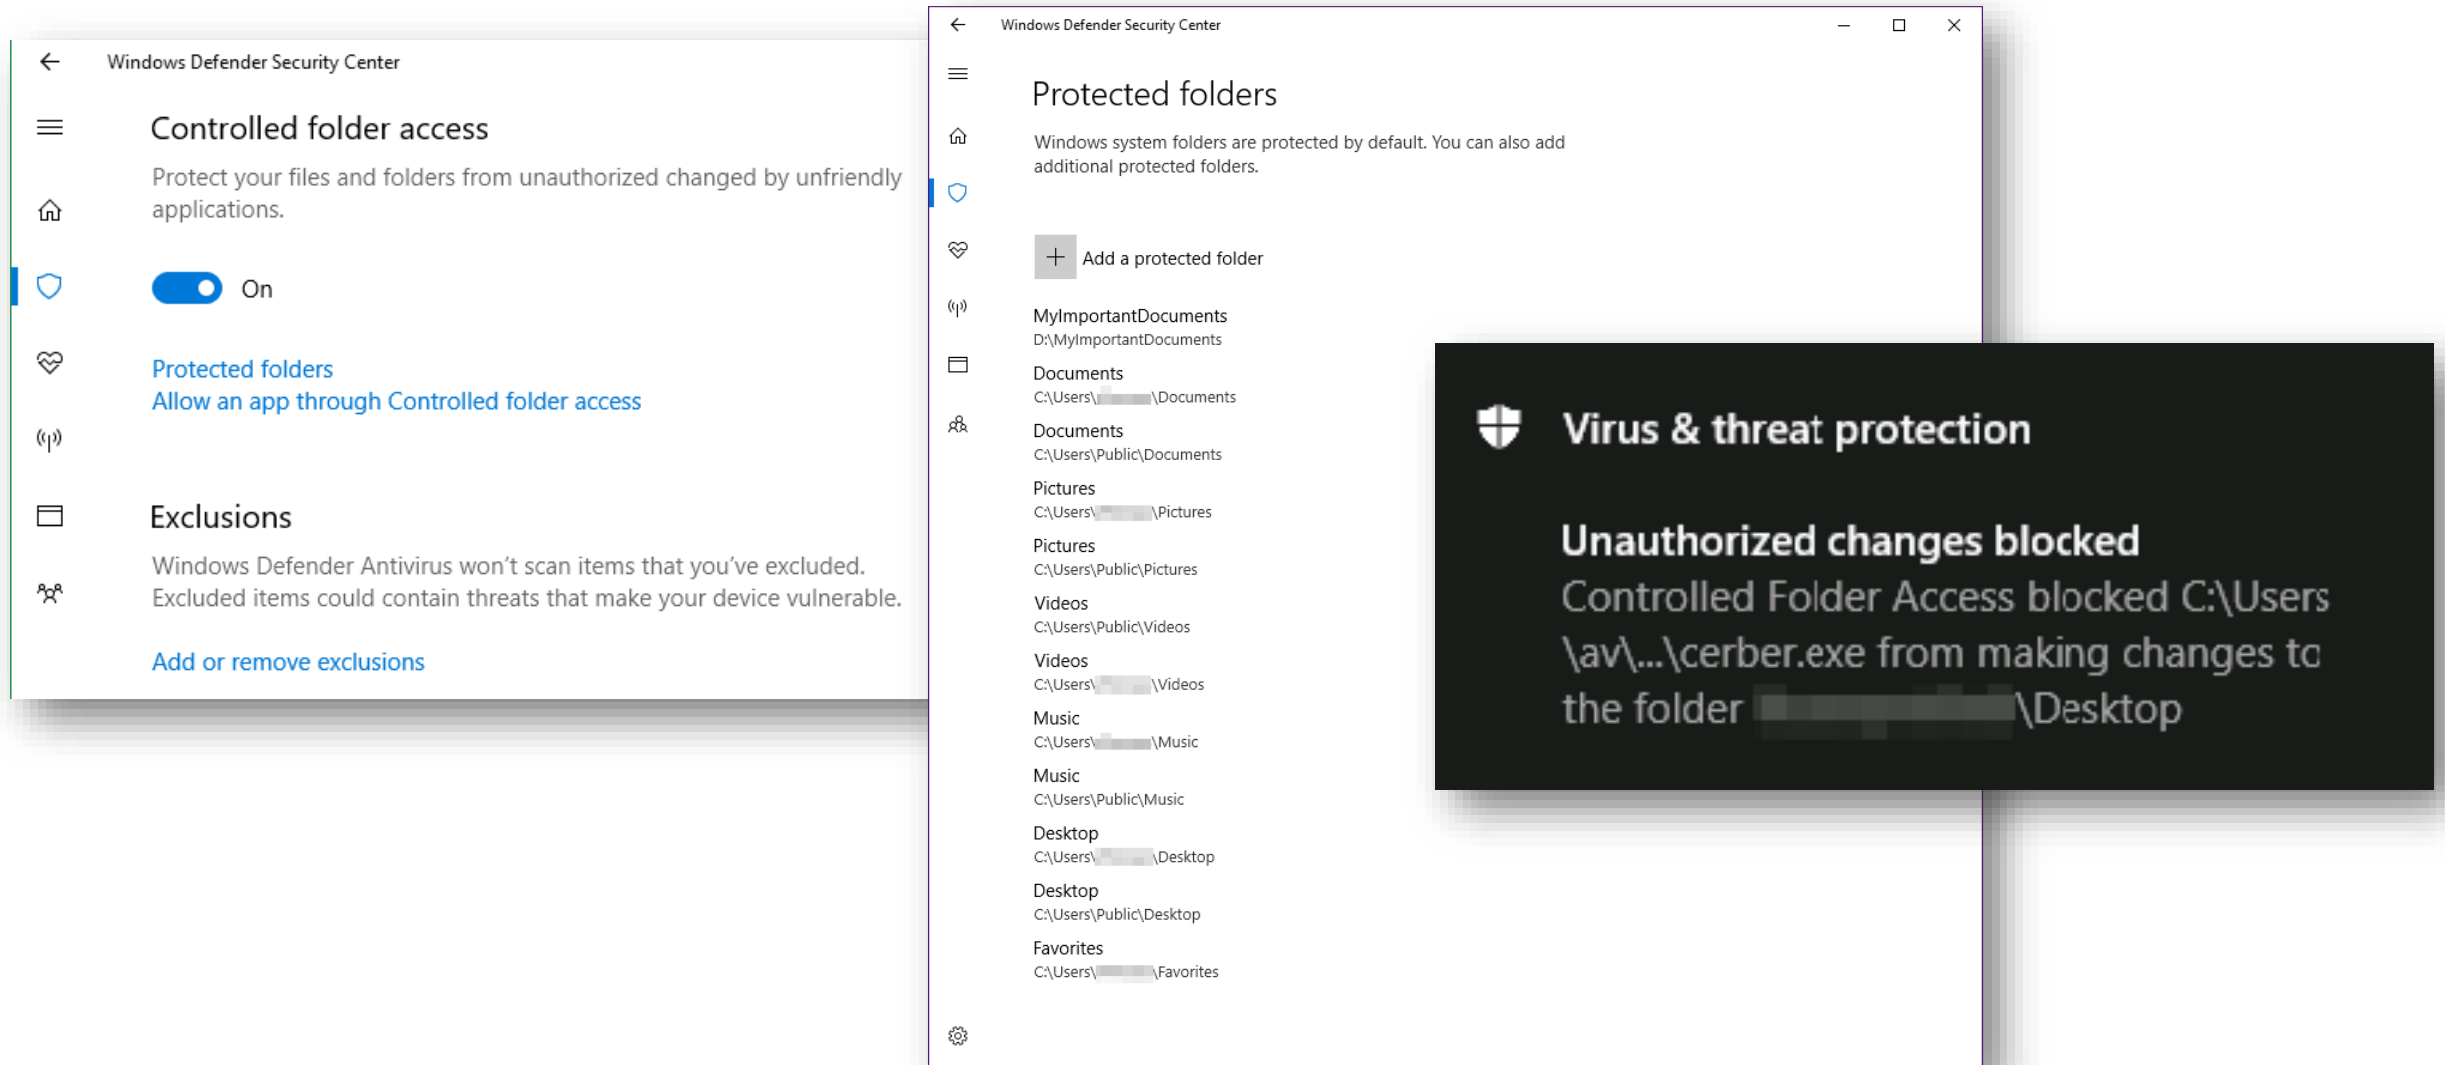 Windows Defender Security Center
Controlled folder access
Protect your files and folders from unauthorized changed by unfriendly
applications.
On
Protected folders
Allow an app through Controlled folder access
Exclusions
Windows Defender Antivirus won't scan items that you've excluded.
Excluded items could contain threats that make your device vulnerable.
Add or remove exclusions
Windows Defender Security Center
Protected folders
Windows system folders are protected by default. You can also add
additional protected folders.
Add a protected folder
MyImportantDocuments
D:\MyImportantDocuments
Documents
C:\Users\ \Documents
Documents
C:\Users\Public\Documents
Pictures
C:\Users\ \Pictures
Pictures
C:\Users\Public\Pictures
Videos
C:\Users\Public\Videos
Videos
C:\Users\ \Videos
Music
C:\Users\ \Music
Music
C:\Users\Public\Music
Desktop
C:\Users\ \Desktop
Desktop
C:\Users\Public\Desktop
Favorites
C:\Users\ \Favorites
Virus & threat protection
Unauthorized changes blocked
Controlled Folder Access blocked C:\Users
\av\...\cerber.exe from making changes to
the folder \Desktop